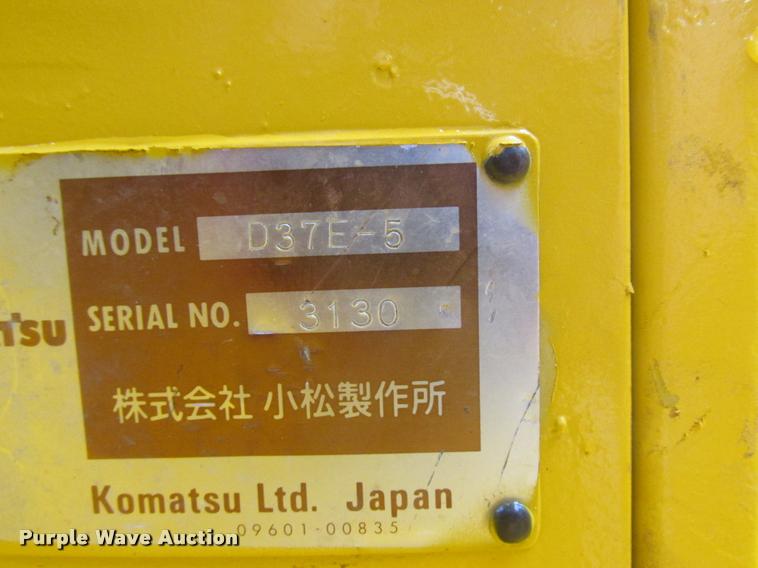 MODEL D37E-5
SERIAL NO. 3130
株式会社 小松製作所
Komatsu Ltd. Japan
09601-00835
Purple Wave Auction